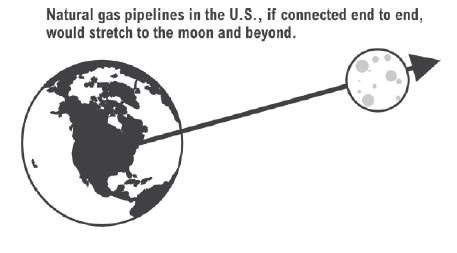 Natural gas pipelines in the U.S., if connected end to end,
would stretch to the moon and beyond.